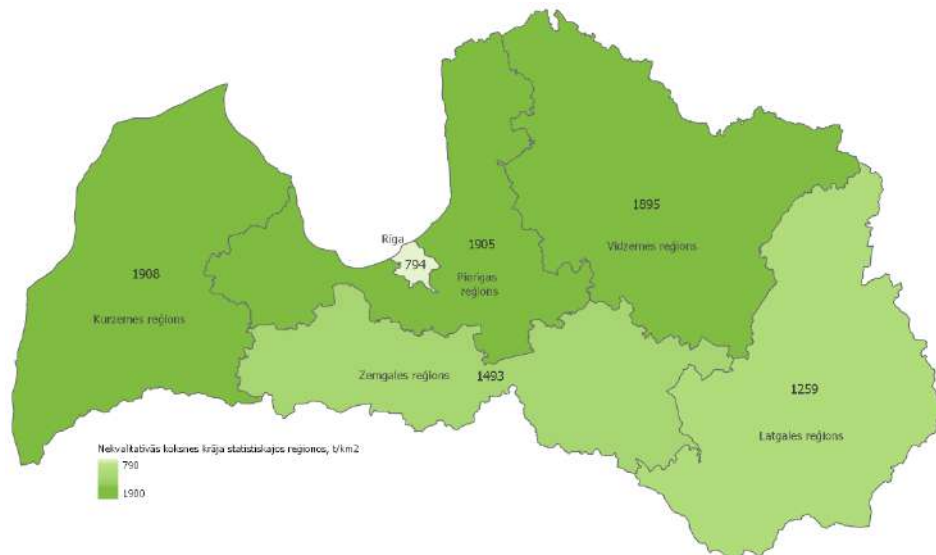 Rīga
794
1905
Pierīgas
reģions
1895
Vidzemes reģions
1908
Kurzemes reģions
Zemgales reģions 1493
1259
Latgales reģions
Nekvalitatīvās koksnes krāja statistiskajos reģionos, t/km2
790
1900